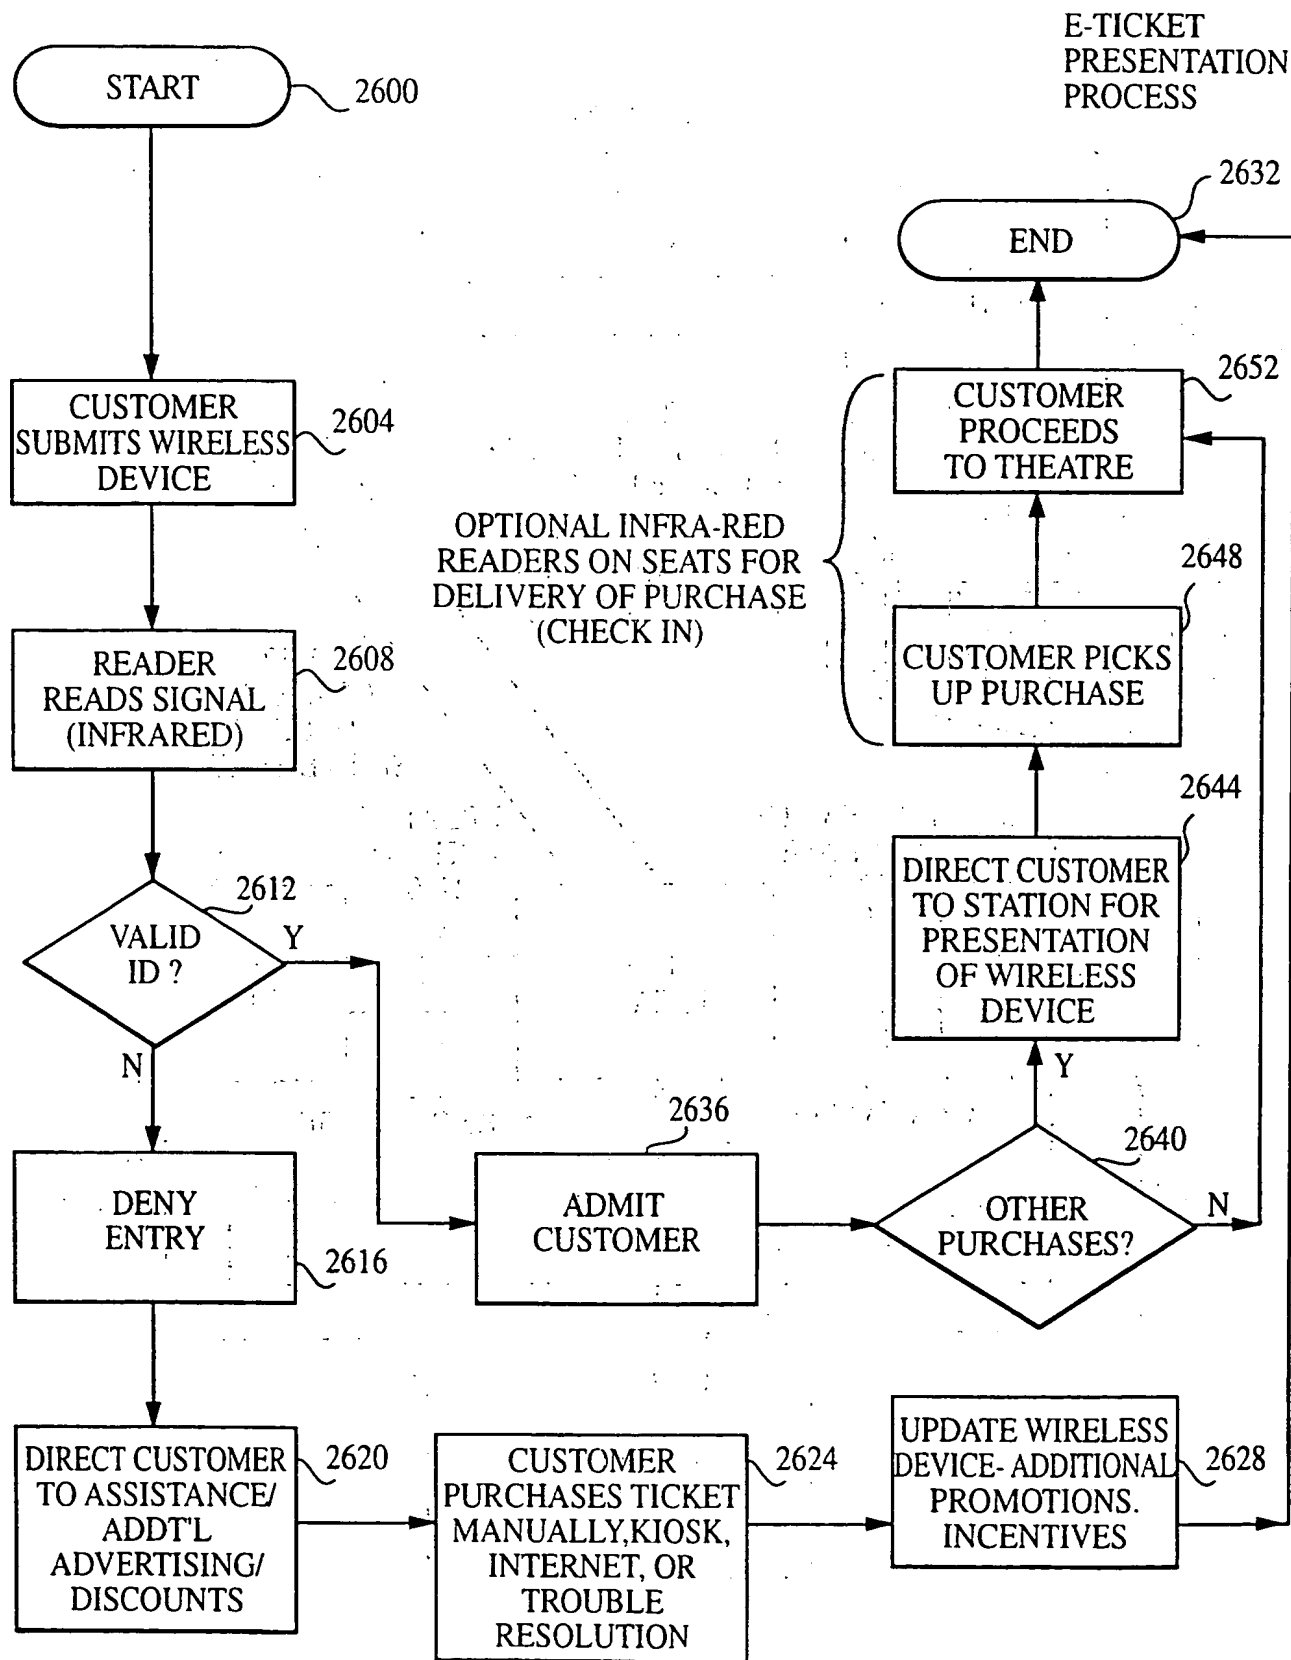 E-TICKET
PRESENTATION
PROCESS
START
2600
2632
END
CUSTOMER
SUBMITS WIRELESS
DEVICE
2604
2652
CUSTOMER
PROCEEDS
TO THEATRE
OPTIONAL INFRA-RED
READERS ON SEATS FOR
DELIVERY OF PURCHASE
(CHECK IN)
2648
CUSTOMER PICKS
UP PURCHASE
READER
READS SIGNAL
(INFRARED)
2608
2644
DIRECT CUSTOMER
TO STATION FOR
PRESENTATION
OF WIRELESS
DEVICE
2612
VALID
ID ?
Y
N
Y
2636
ADMIT
CUSTOMER
2640
OTHER
PURCHASES?
N
DENY
ENTRY
2616
DIRECT CUSTOMER
TO ASSISTANCE/
ADDT'L
ADVERTISING/
DISCOUNTS
2620
CUSTOMER
PURCHASES TICKET
MANUALLY,KIOSK,
INTERNET, OR
TROUBLE
RESOLUTION
2624
UPDATE WIRELESS
DEVICE- ADDITIONAL
PROMOTIONS.
INCENTIVES
2628